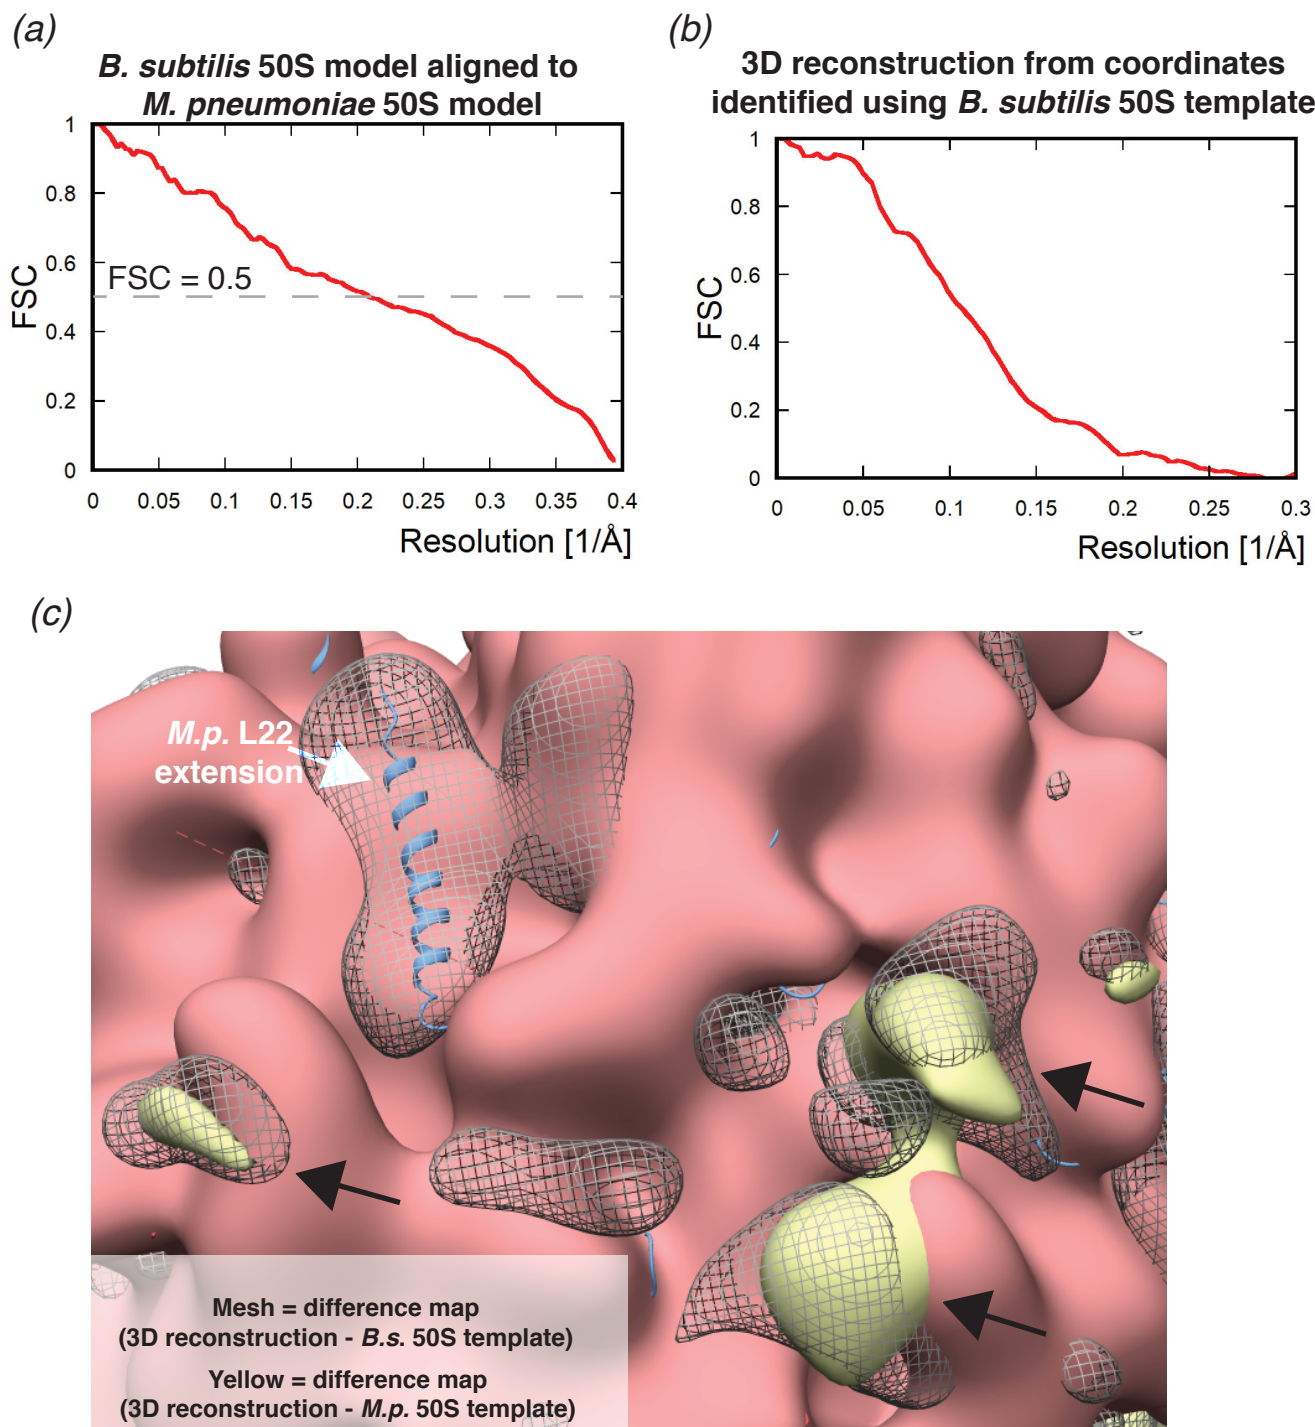 (a)
B. subtilis 50S model aligned to
M. pneumoniae 50S model
1
0.8
0.6
0.4
0.2
0
FSC
FSC = 0.5
0 0.05 0.1 0.15 0.2 0.25 0.3 0.35 0.4
Resolution [1/Å]
(b)
3D reconstruction from coordinates
identified using B. subtilis 50S template
1
0.8
0.6
0.4
0.2
0
FSC
0 0.05 0.1 0.15 0.2 0.25 0.3
Resolution [1/Å]
(c)
M.p. L22
extension
Mesh = difference map
(3D reconstruction - B.s. 50S template)
Yellow = difference map
(3D reconstruction - M.p. 50S template)